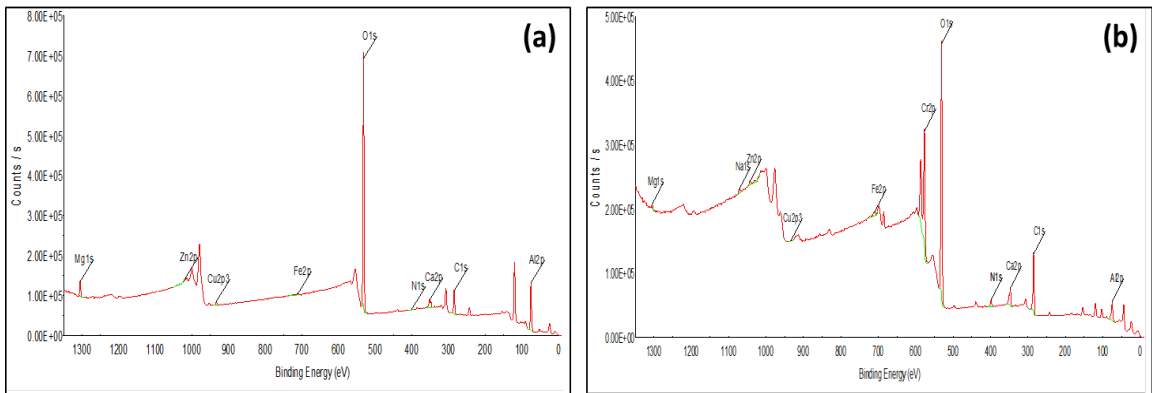 (a)
8.00E+05
7.00E+05
6.00E+05
5.00E+05
4.00E+05
3.00E+05
2.00E+05
1.00E+05
0.00E+00
Counts / s
O1s
Mg1s
Zn2p
Cu2p3
Fe2p
N1s
Ca2p
C1s
Al2p
1300 1200 1100 1000 900 800 700 600 500 400 300 200 100 0
Binding Energy (eV)
(b)
5.00E+05
4.00E+05
3.00E+05
2.00E+05
1.00E+05
0.00E+00
Counts / s
O1s
Cr2p
Mg1s
Na1s
Zn2p
Cu2p3
Fe2p
N1s
Ca2p
C1s
Al2p
1300 1200 1100 1000 900 800 700 600 500 400 300 200 100 0
Binding Energy (eV)